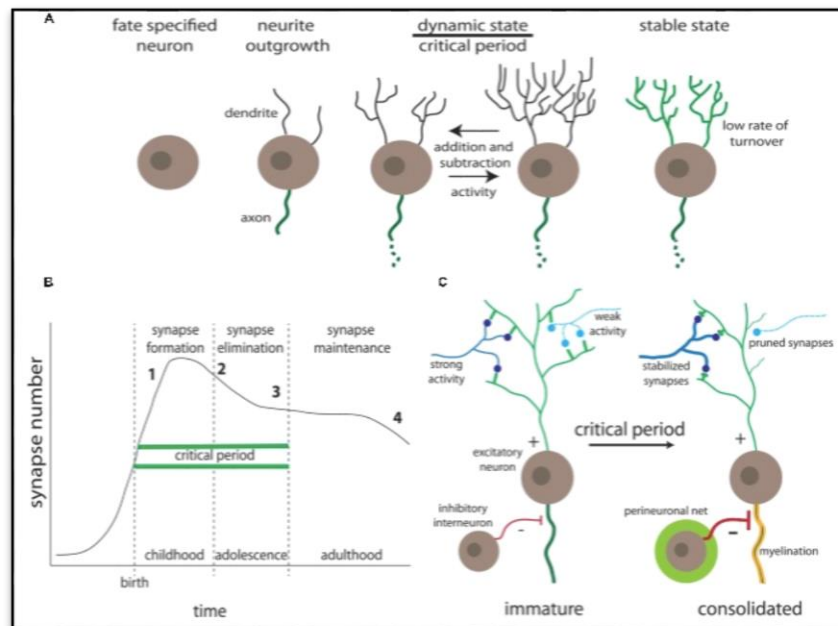 A
fate specified
neuron
neurite
outgrowth
dynamic state
critical period
stable state
dendrite
axon
addition and
subtraction
activity
low rate of
turnover
B
synapse number
synapse
formation
synapse
elimination
synapse
maintenance
1
2
3
4
critical period
childhood
adolescence
adulthood
birth
time
C
strong
activity
weak
activity
+
excitatory
neuron
inhibitory
interneuron
-
immature
critical period
stabilized
synapses
pruned synapses
+
perineuronal net
-
myelination
consolidated